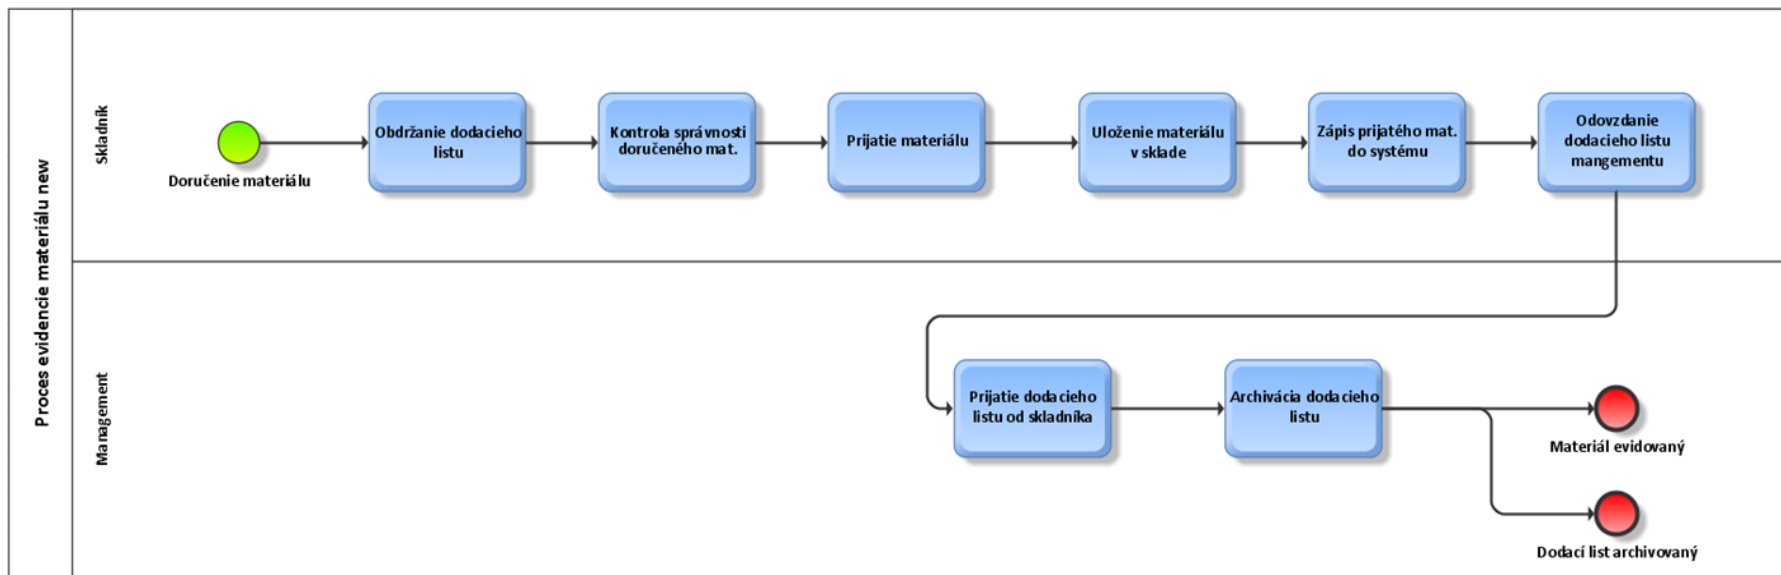 Proces evidencie materiálu new
Skladník
Doručenie materiálu
Obdržanie dodacieho
listu
Kontrola správnosti
doručeného mat.
Prijatie materiálu
Uloženie materiálu
v sklade
Zápis prijatého mat.
do systému
Odovzdanie
dodacieho listu
mangementu
Management
Prijatie dodacieho
listu od skladníka
Archivácia dodacieho
listu
Materiál evidovaný
Dodací list archivovaný